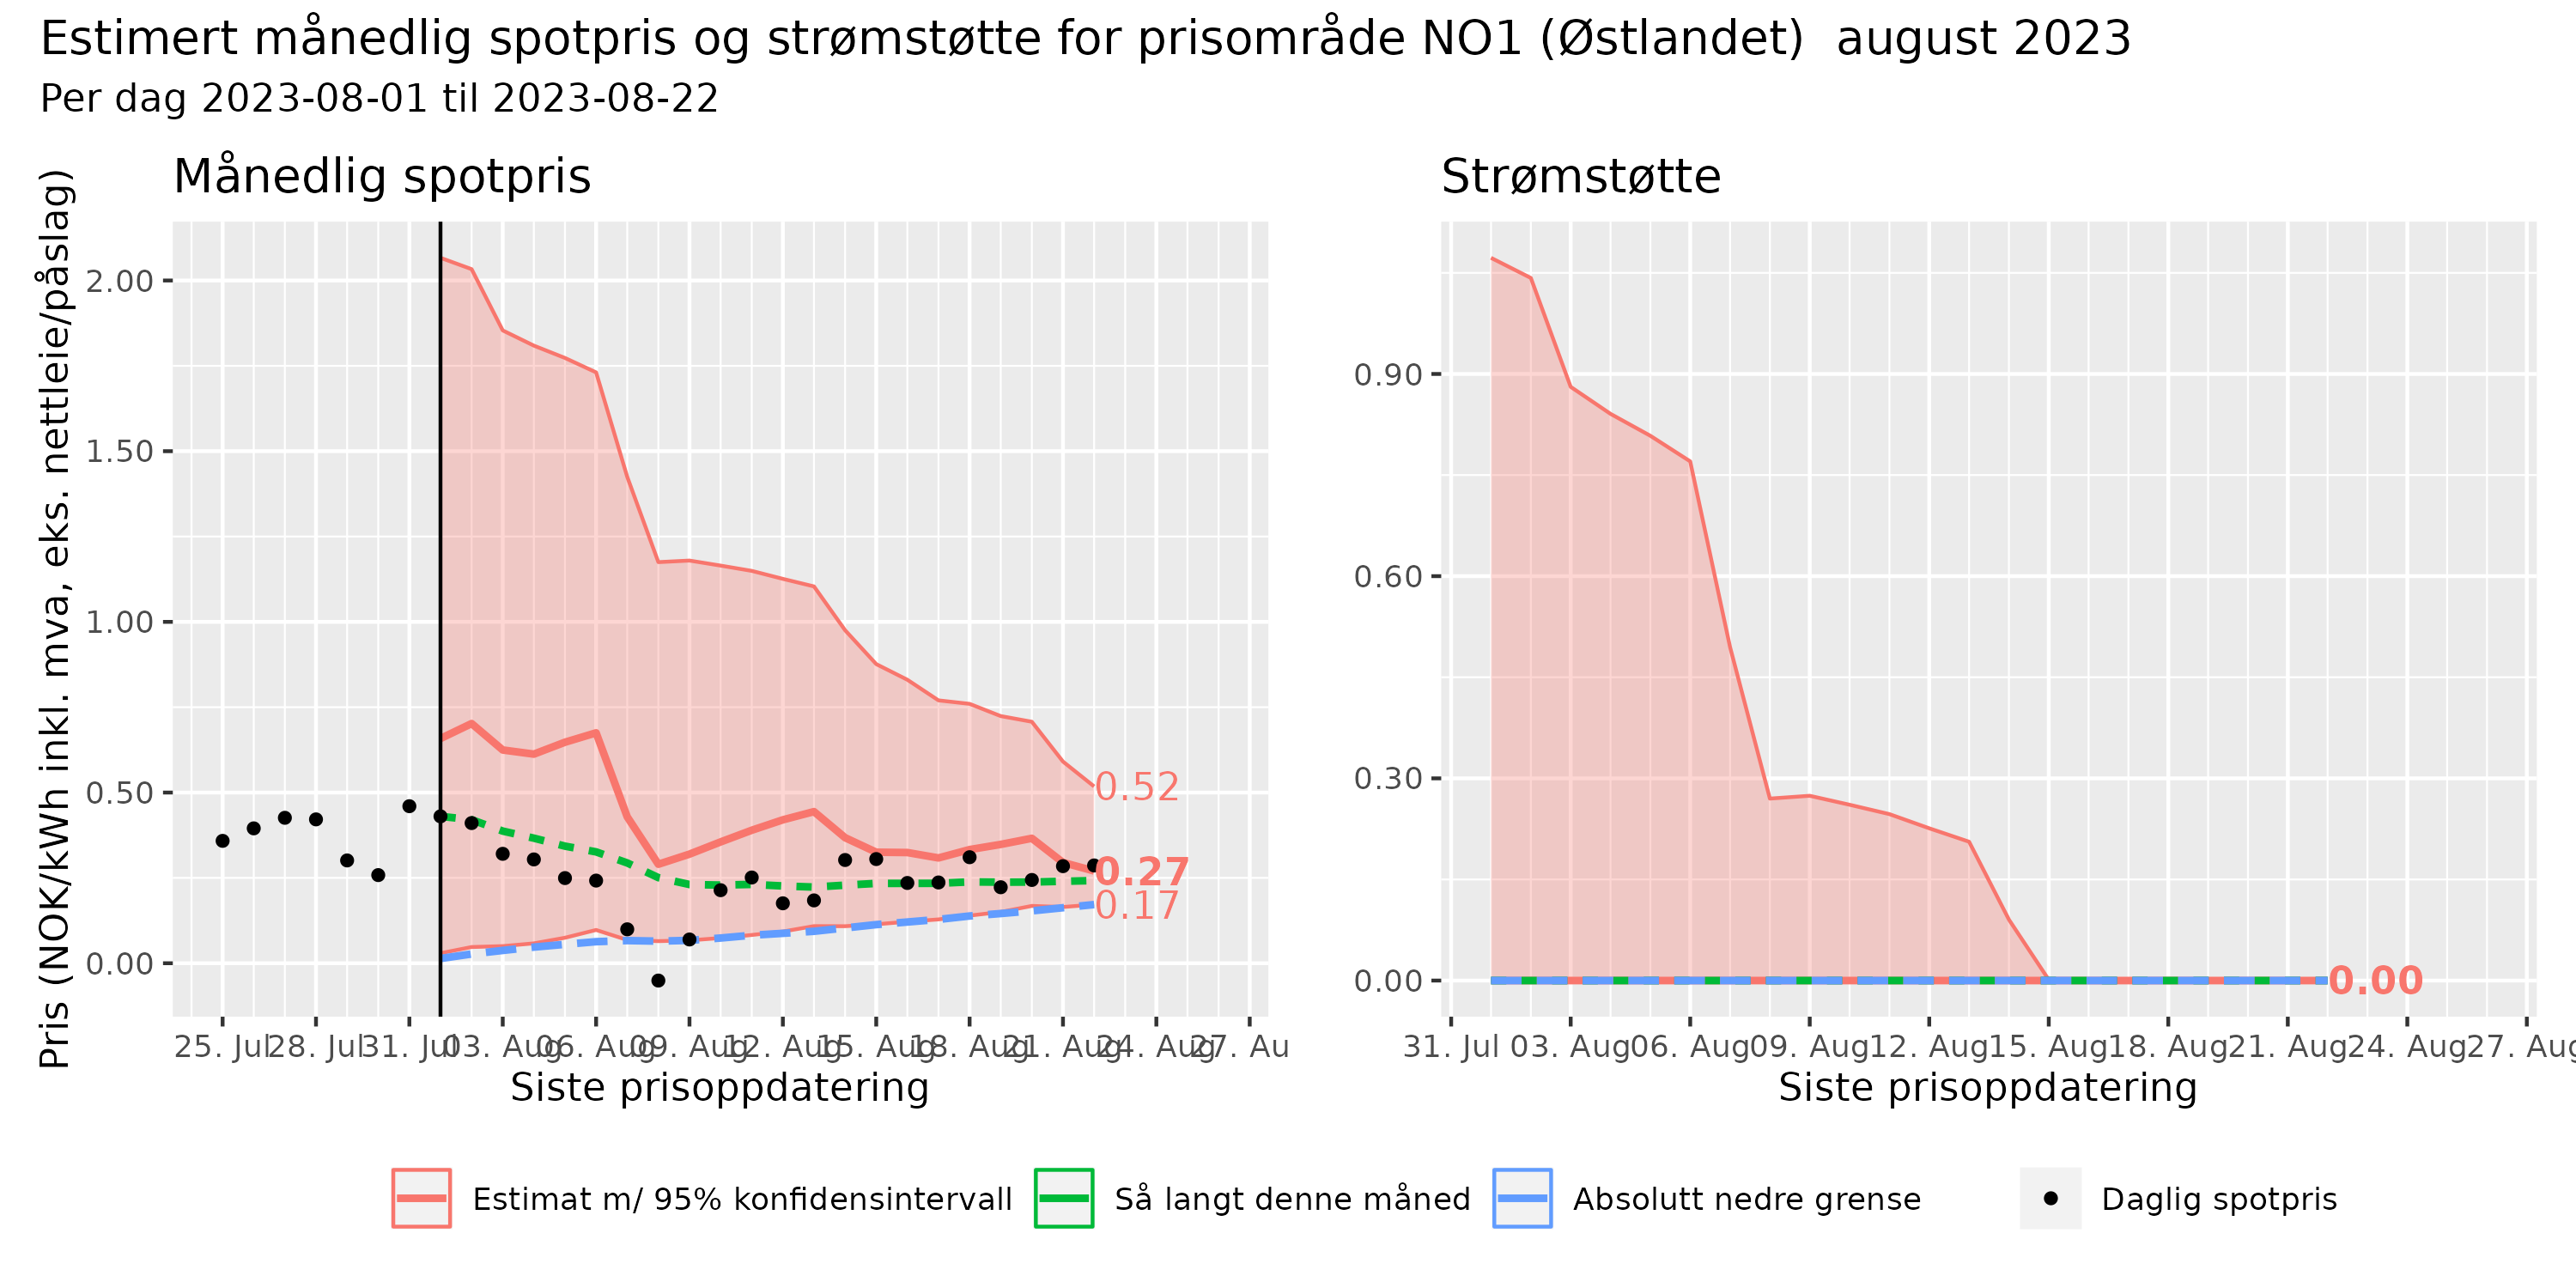 Estimert månedlig spotpris og strømstøtte for prisområde NO1 (Østlandet)  august 2023
Per dag 2023-08-01 til 2023-08-22
Månedlig spotpris
Pris (NOK/kWh inkl. mva, eks. nettleie/påslag)
2.00
1.50
1.00
0.50
0.00
0.52
0.27
0.17
25. Jul 28. Jul 31. Jul 03. Aug 06. Aug 09. Aug 12. Aug 15. Aug 18. Aug 21. Aug 24. Aug 27. Au
Siste prisoppdatering
Strømstøtte
0.90
0.60
0.30
0.00
0.00
31. Jul 03. Aug 06. Aug 09. Aug 12. Aug 15. Aug 18. Aug 21. Aug 24. Aug 27. Aug
Siste prisoppdatering
Estimat m/ 95% konfidensintervall
Så langt denne måned
Absolutt nedre grense
Daglig spotpris